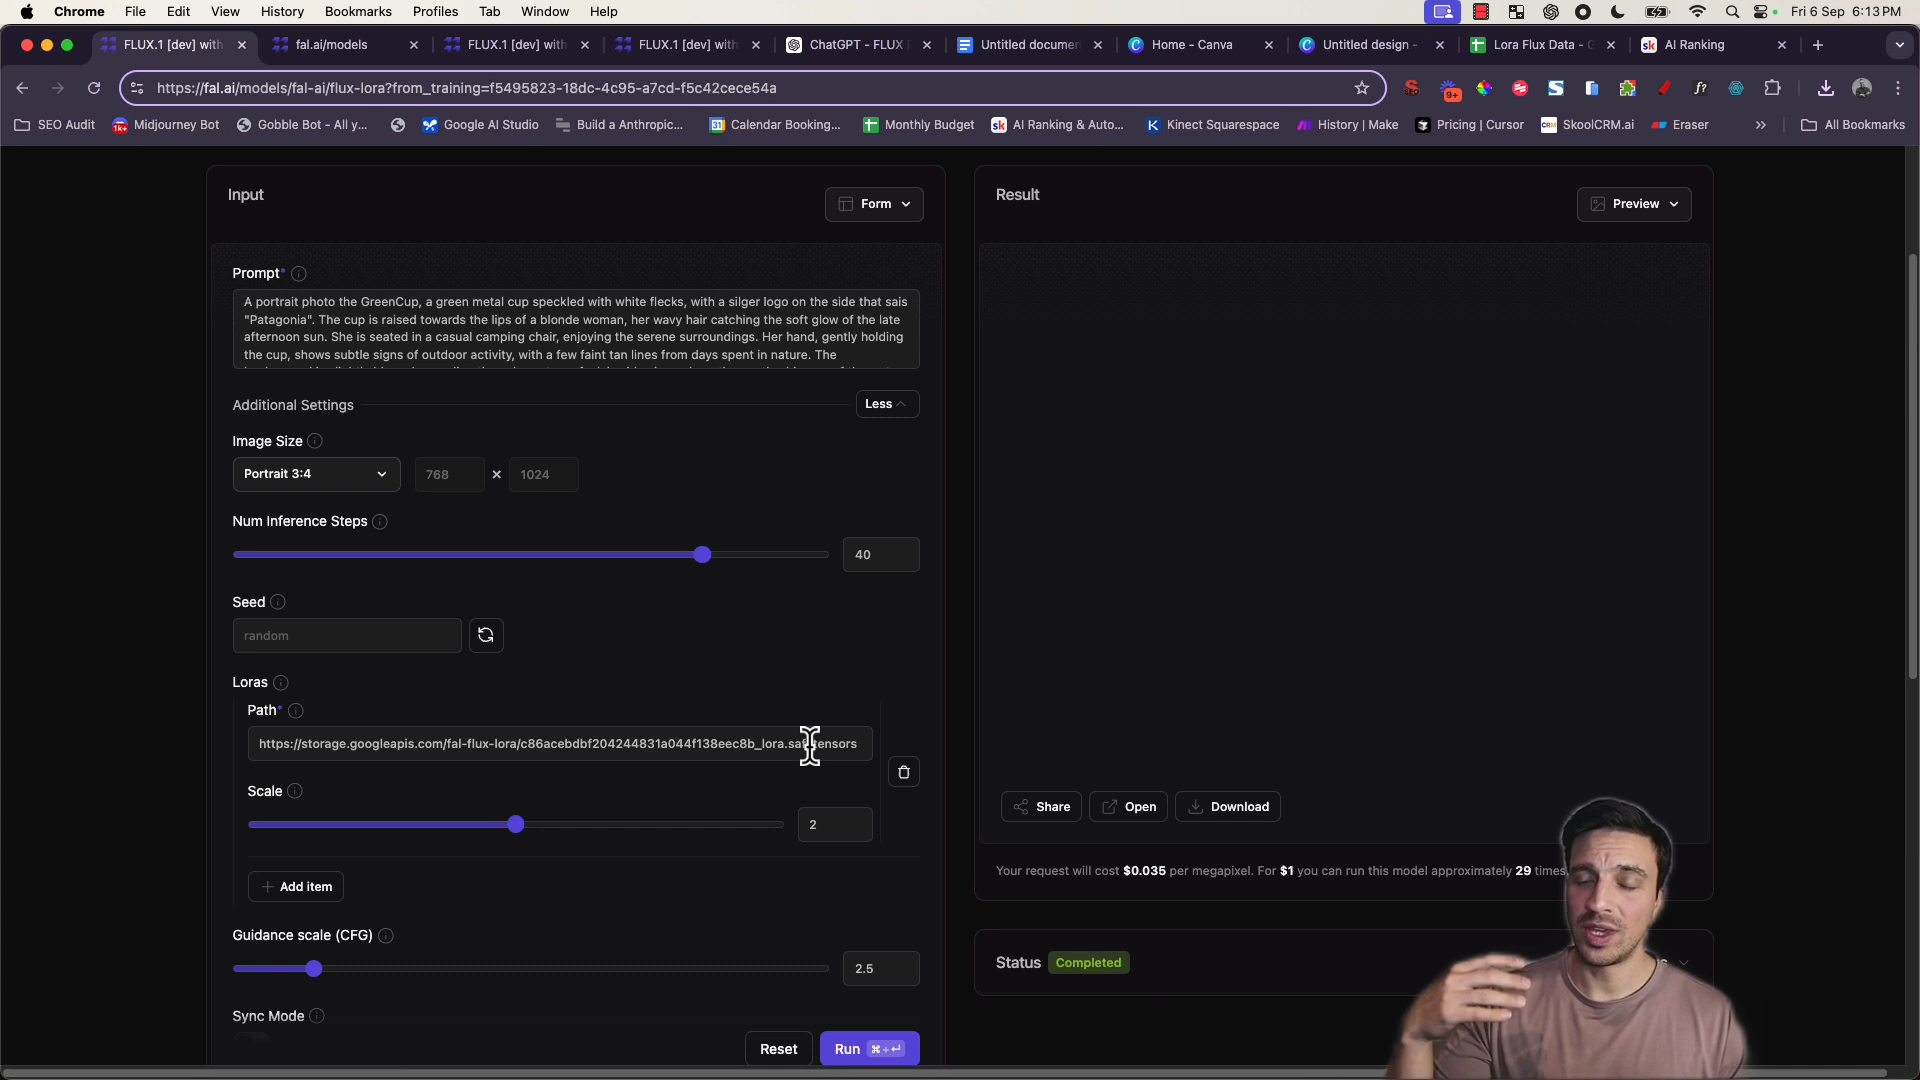 Chrome File Edit View History Bookmarks Profiles Tab Window Help Fri 6 Sep 6:13 PM
FLUX.1 [dev] with fal.ai/models FLUX.1 [dev] with FLUX.1 [dev] with ChatGPT - FLUX Untitled documen Home - Canva Untitled design - Lora Flux Data - G AI Ranking
https://fal.ai/models/fal-ai/flux-lora?from_training=f5495823-18dc-4c95-a7cd-f5c42cece54a 9+
SEO Audit Midjourney Bot Gobble Bot - All y... Google AI Studio Build a Anthropic... Calendar Booking... Monthly Budget AI Ranking & Auto... Kinect Squarespace History | Make Pricing | Cursor SkoolCRM.ai Eraser All Bookmarks
Input
Form
Prompt*
A portrait photo the GreenCup, a green metal cup speckled with white flecks, with a silger logo on the side that sais
"Patagonia". The cup is raised towards the lips of a blonde woman, her wavy hair catching the soft glow of the late
afternoon sun. She is seated in a casual camping chair, enjoying the serene surroundings. Her hand, gently holding
the cup, shows subtle signs of outdoor activity, with a few faint tan lines from days spent in nature. The
Additional Settings
Less
Image Size
Portrait 3:4 768 × 1024
Num Inference Steps
40
Seed
random
Loras
Path*
https://storage.googleapis.com/fal-flux-lora/c86acebdbf204244831a044f138eec8b_lora.safetensors
Scale
2
Add item
Guidance scale (CFG)
2.5
Sync Mode
Reset
Run ⌘+↵
Result
Preview
Share
Open
Download
Your request will cost $0.035 per megapixel. For $1 you can run this model approximately 29 times
Status Completed